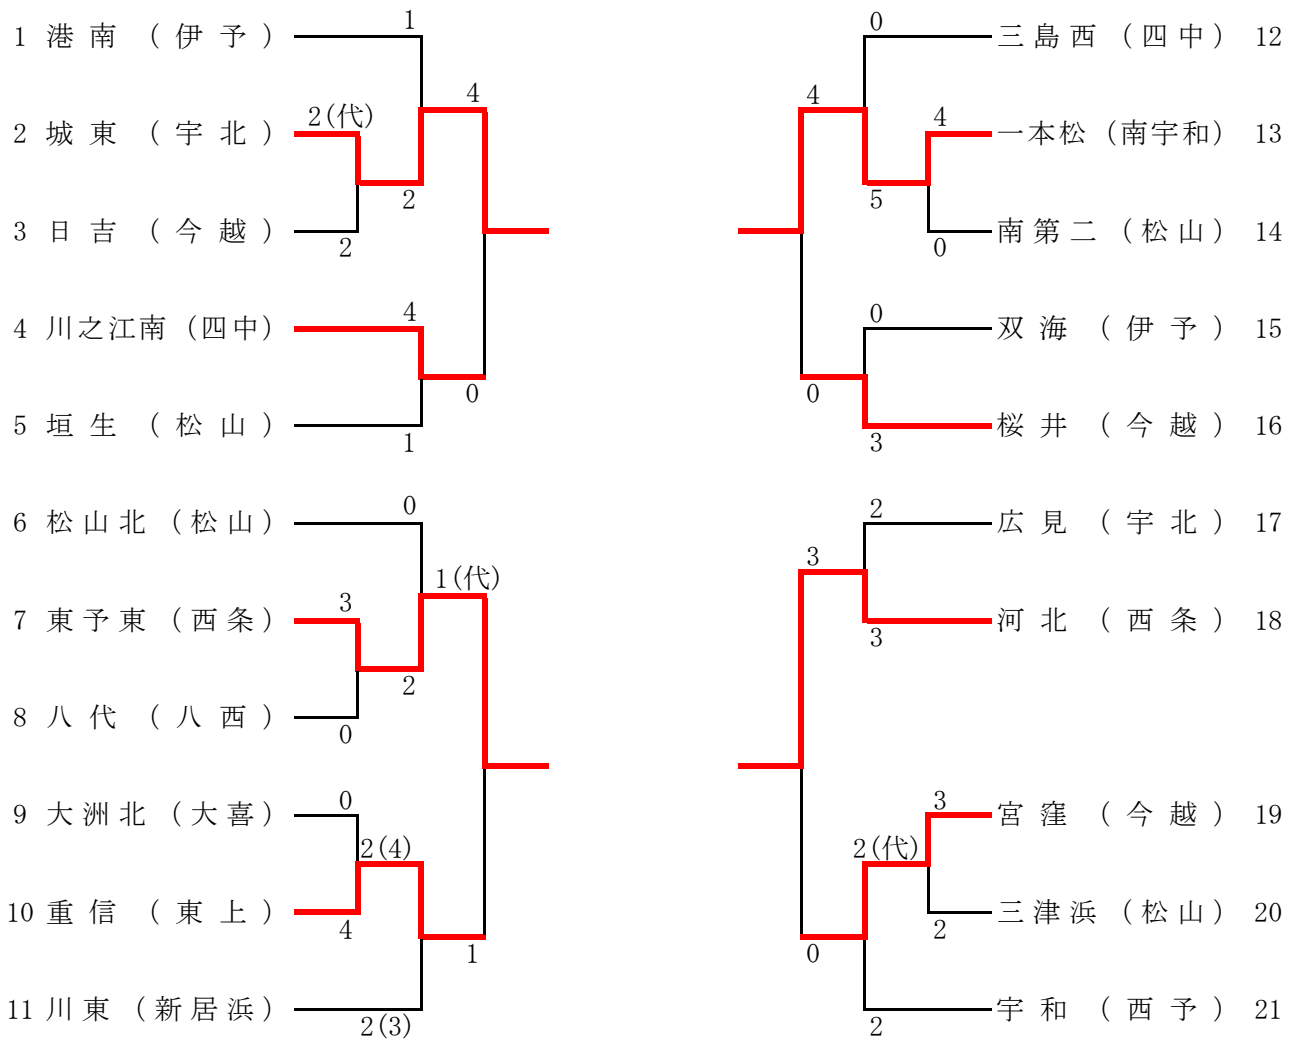 1 港南 (伊予) 1
4
2 城東 (宇北) 2(代)
2
3 日吉 (今越) 2
4 川之江南 (四中) 4
0
5 垣生 (松山) 1
6 松山北 (松山) 0
1(代)
7 東予東 (西条) 3
2
8 八代 (八西) 0
9 大洲北 (大喜) 0
2(4)
10 重信 (東上) 4
1
11 川東 (新居浜) 2(3)
0 三島西 (四中) 12
4
4 一本松 (南宇和) 13
5
0 南第二 (松山) 14
0 双海 (伊予) 15
0
3 桜井 (今越) 16
2 広見 (宇北) 17
3
3 河北 (西条) 18
3 宮窪 (今越) 19
2(代)
2 三津浜 (松山) 20
0
2 宇和 (西予) 21